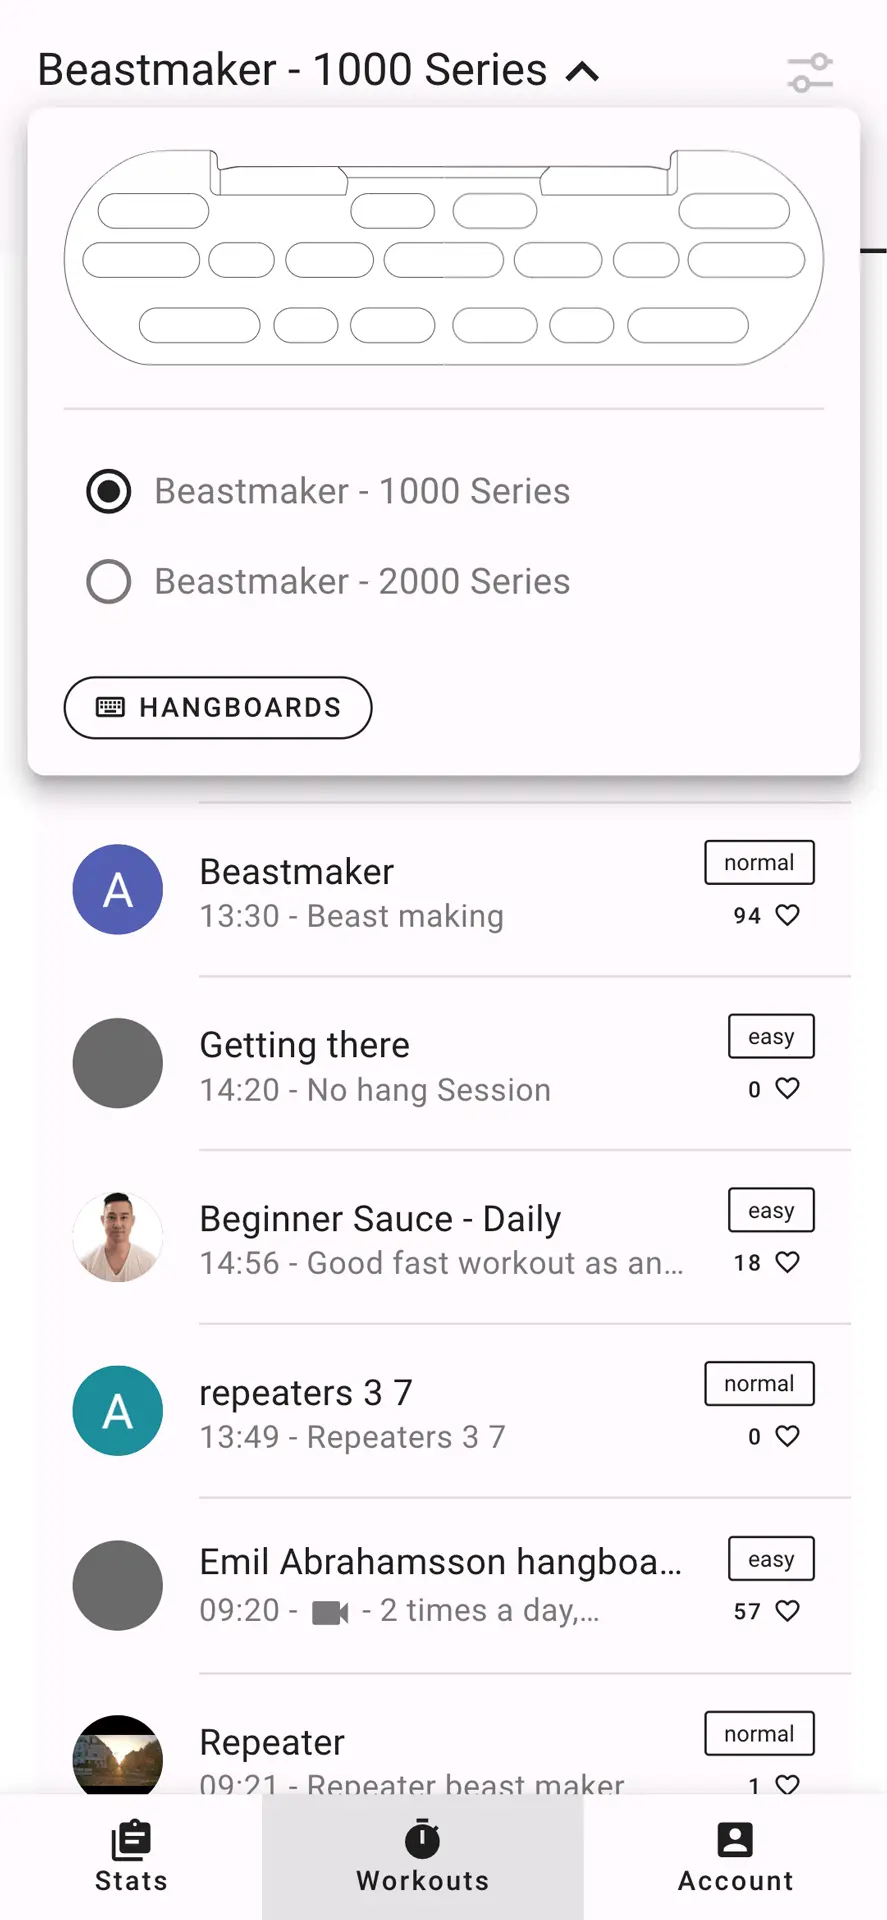 Beastmaker - 1000 Series
Beastmaker - 1000 Series
Beastmaker - 2000 Series
HANGBOARDS
A
Beastmaker
normal
13:30 - Beast making
94
Getting there
easy
14:20 - No hang Session
0
Beginner Sauce - Daily
easy
14:56 - Good fast workout as an...
18
A
repeaters 3 7
normal
13:49 - Repeaters 3 7
0
Emil Abrahamsson hangboa...
easy
09:20 - - 2 times a day,...
57
Repeater
normal
09:21 - Repeater beast maker
1
Stats
Workouts
Account